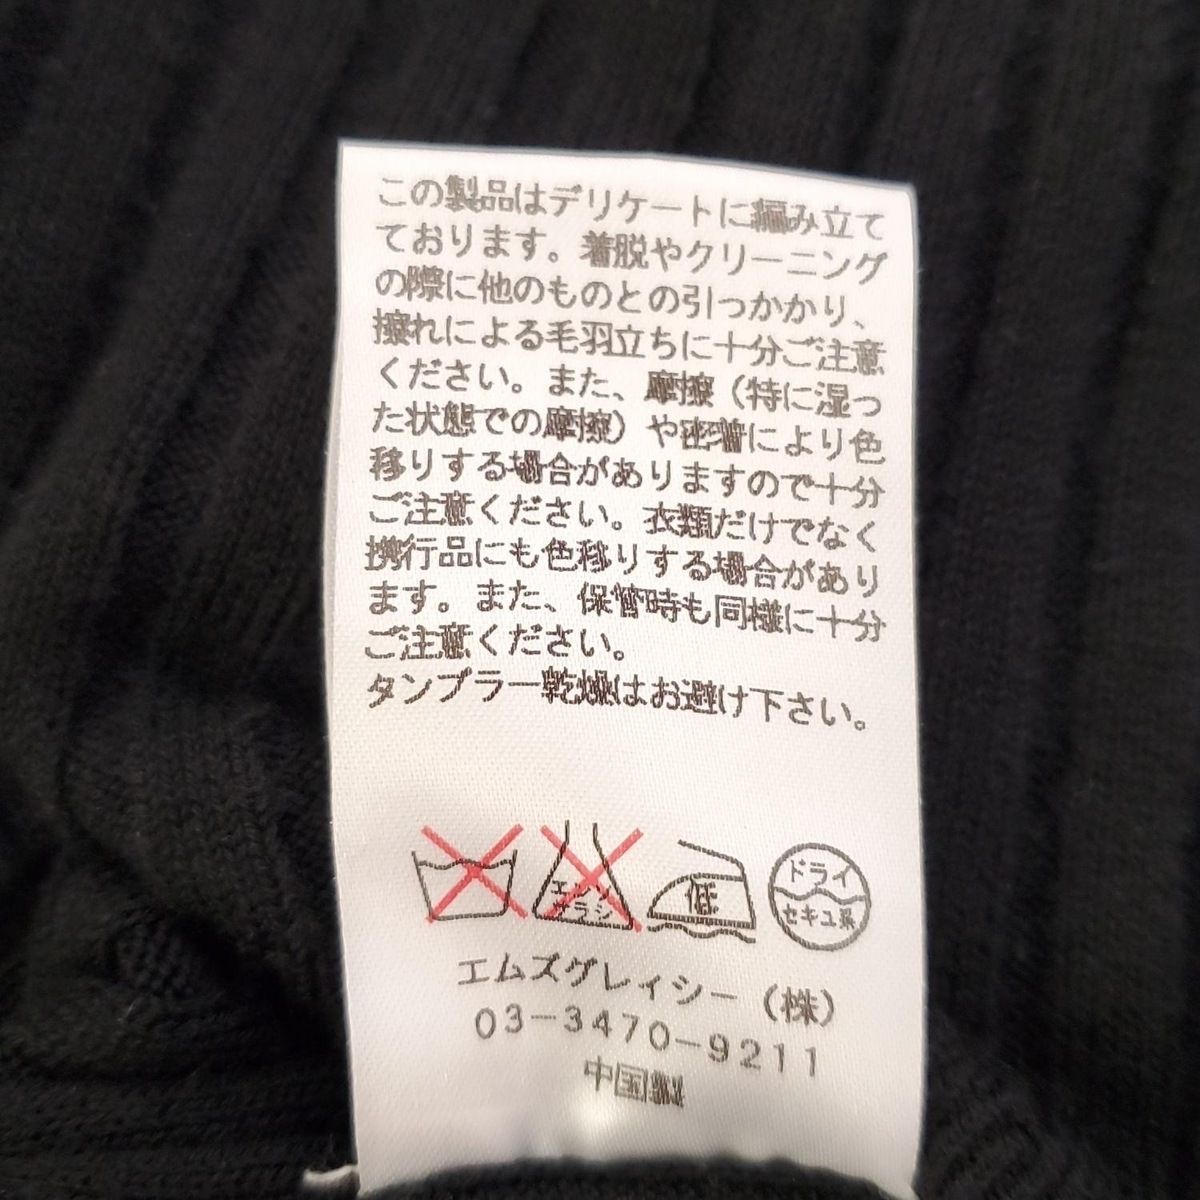 この製品はデリケートに編み立て
ております。着脱やクリーニング
の際に他のものとの引っかかり、
擦れによる毛羽立ちに十分ご注意
ください。また、摩擦（特に湿っ
た状態での摩擦）や密着により色
移りする場合がありますので十分
ご注意ください。衣類だけでなく
携行品にも色移りする場合があり
ます。また、保管時も同様に十分
ご注意ください。
タンブラー乾燥はお避け下さい。
エンソ
サラシ
低
ドライ
セキユ系
エムズグレィシー（株）
03-3470-9211
中国製